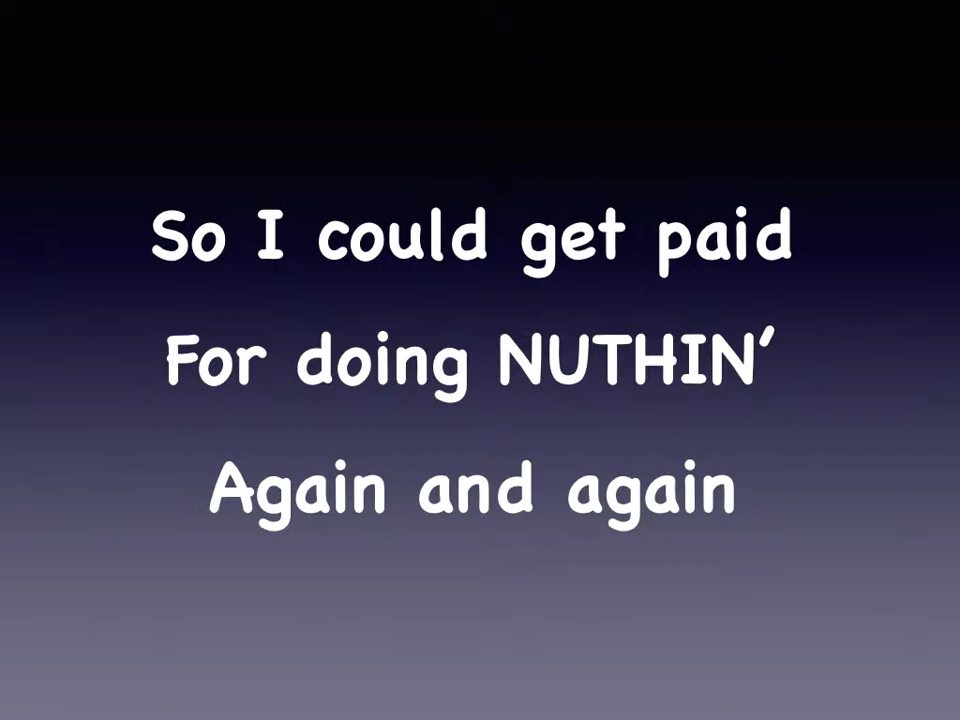 So I could get paid
For doing NUTHIN’
Again and again